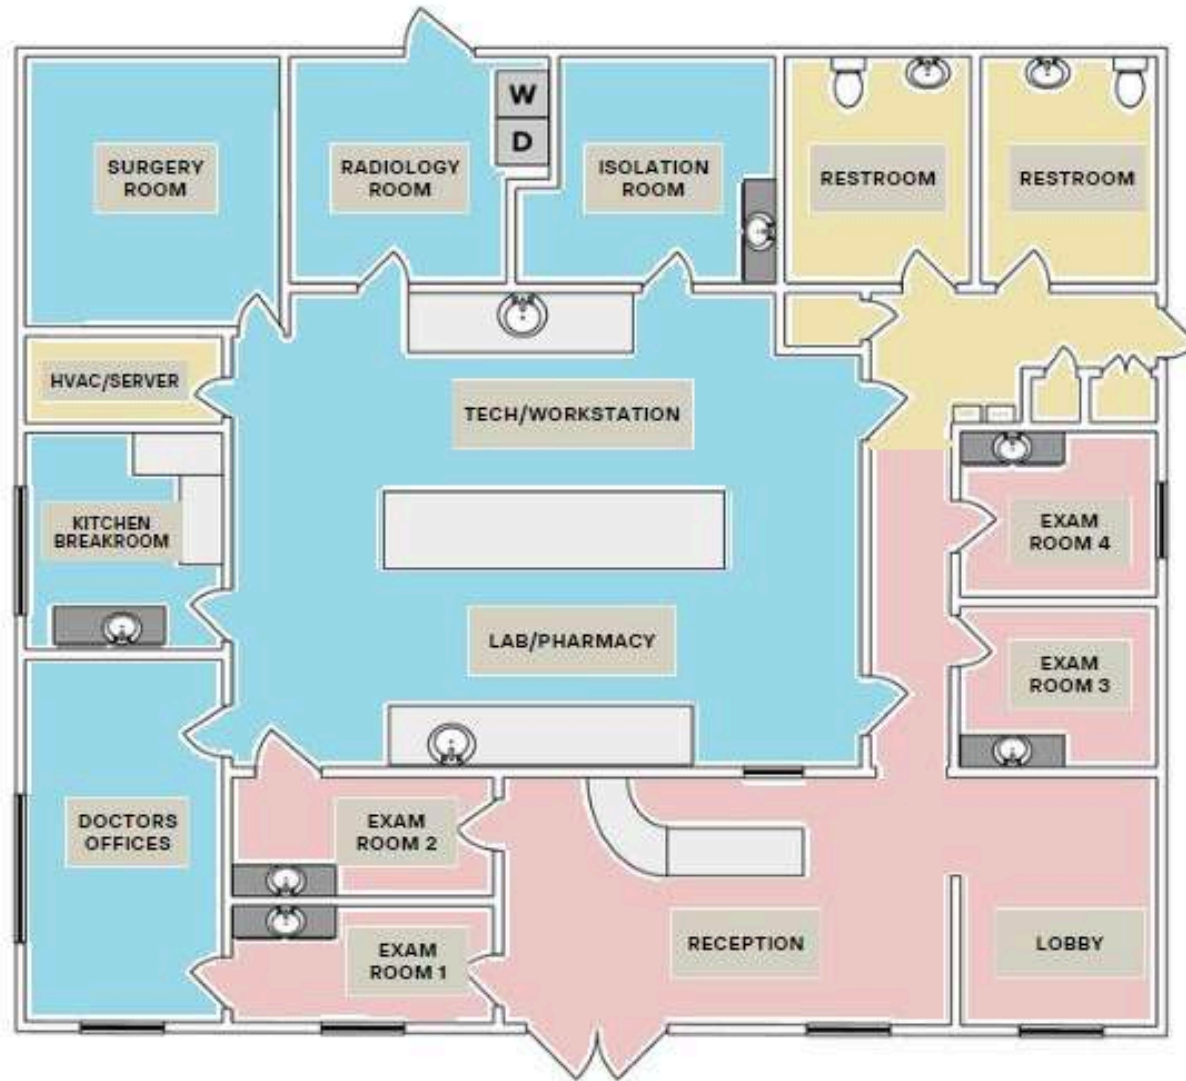 W
D
SURGERY
ROOM
RADIOLOGY
ROOM
ISOLATION
ROOM
RESTROOM
RESTROOM
HVAC/SERVER
TECH/WORKSTATION
KITCHEN
BREAKROOM
EXAM
ROOM 4
LAB/PHARMACY
EXAM
ROOM 3
DOCTORS
OFFICES
EXAM
ROOM 2
EXAM
ROOM 1
RECEPTION
LOBBY